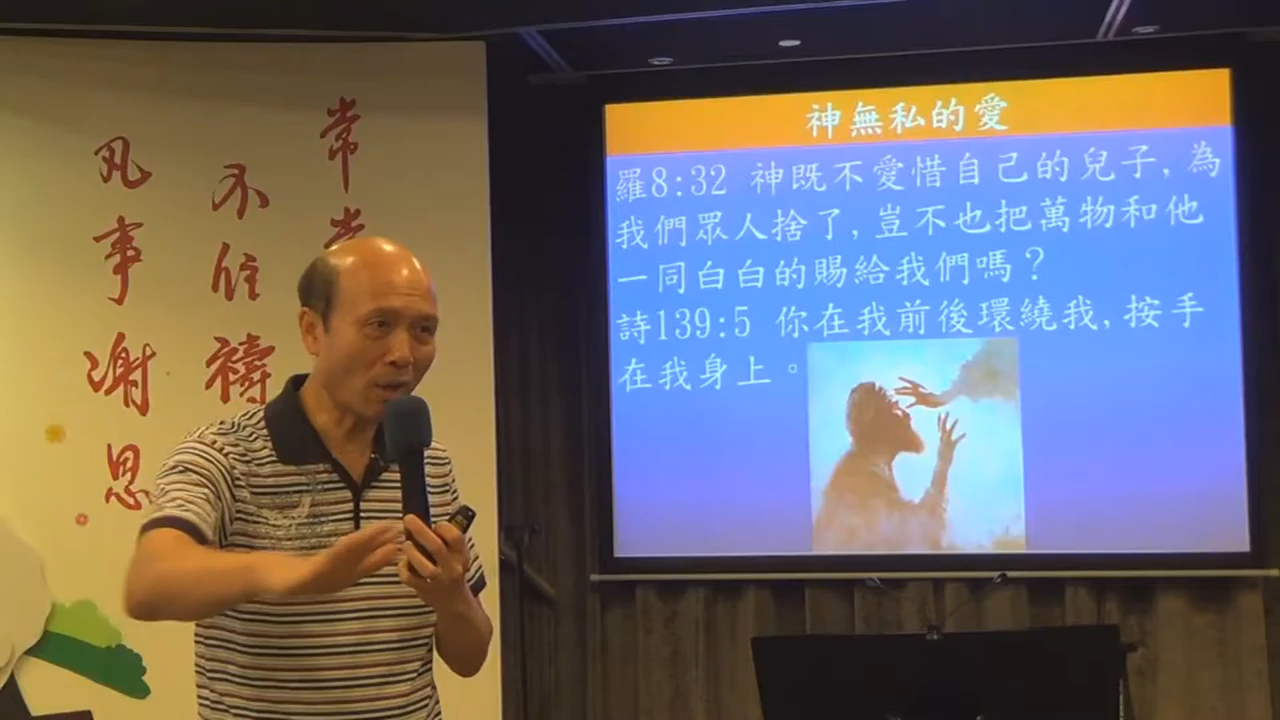 神無私的愛
羅8:32 神既不愛惜自己的兒子,為
我們眾人捨了,豈不也把萬物和他
一同白白的賜給我們嗎？
詩139:5 你在我前後環繞我,按手
在我身上。
常
不住禱
凡事謝恩